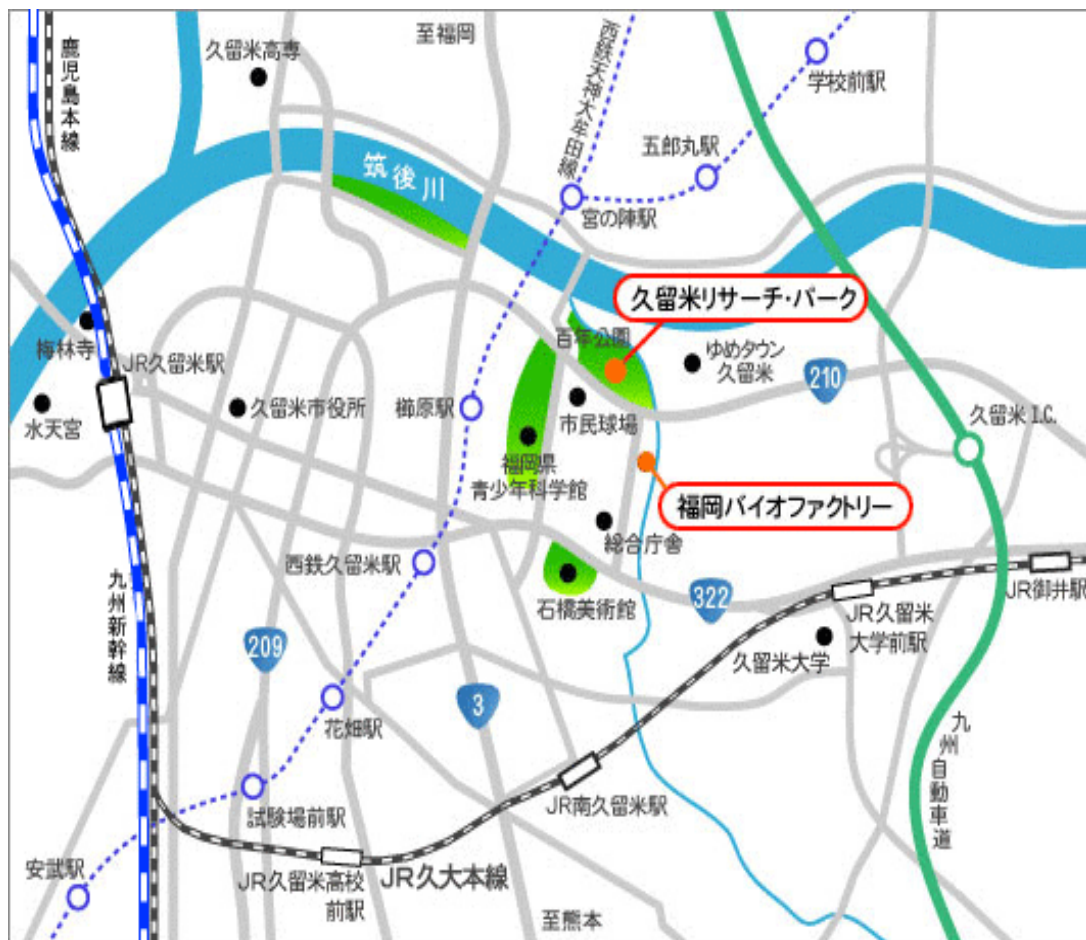 至福岡
鹿児島本線
久留米高専
西鉄天神大牟田線
学校前駅
五郎丸駅
筑後川
宮の陣駅
久留米リサーチ・パーク
百年公園
梅林寺
JR久留米駅
ゆめタウン
久留米
210
水天宮
久留米市役所
櫛原駅
市民球場
久留米 I.C.
福岡県
青少年科学館
福岡バイオファクトリー
総合庁舎
西鉄久留米駅
九州新幹線
石橋美術館
322
JR久留米
大学前駅
JR御井駅
209
久留米大学
3
花畑駅
九州自動車道
試験場前駅
JR南久留米駅
安武駅
JR久留米高校
前駅
JR久大本線
至熊本